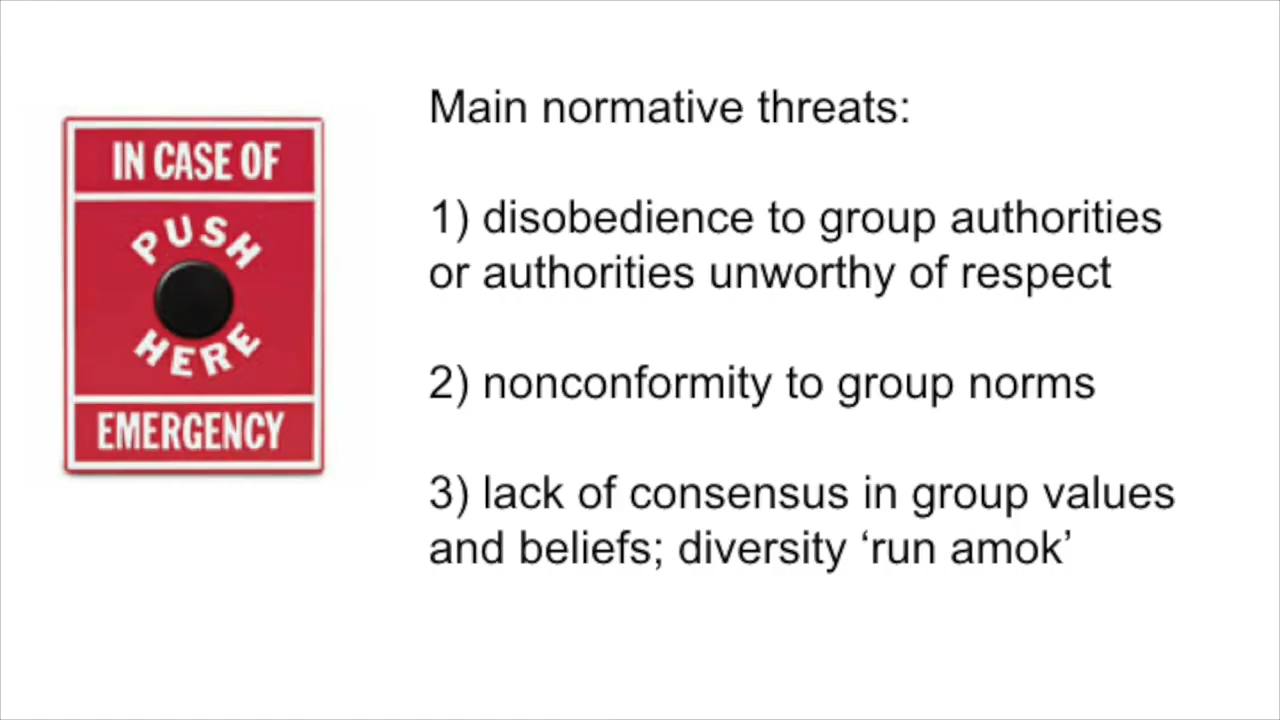 IN CASE OF
PUSH
HERE
EMERGENCY
Main normative threats:
1) disobedience to group authorities
or authorities unworthy of respect
2) nonconformity to group norms
3) lack of consensus in group values
and beliefs; diversity ‘run amok’